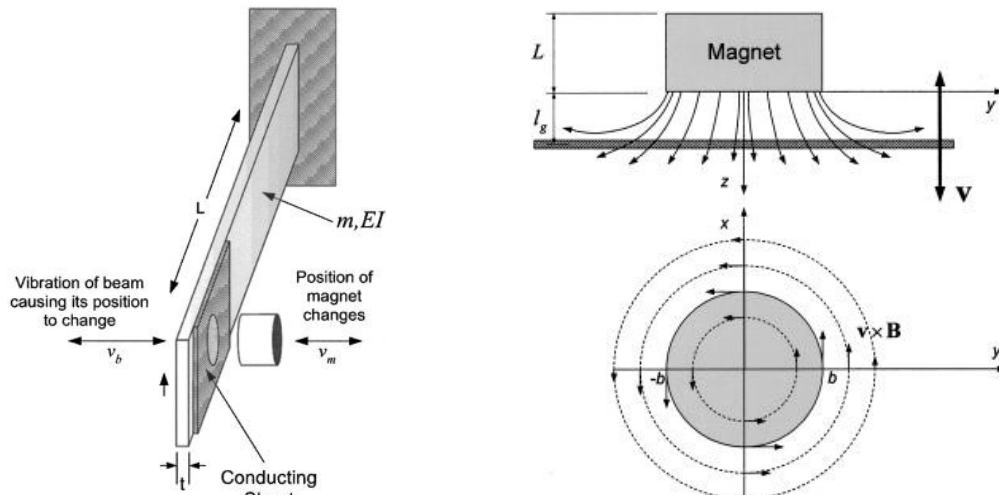 L
m,EI
Vibration of beam
causing its position
to change
v_b
Position of
magnet
changes
v_m
t
Conducting
L
Magnet
l_g
y
z
v
x
v × B
y
-b
b